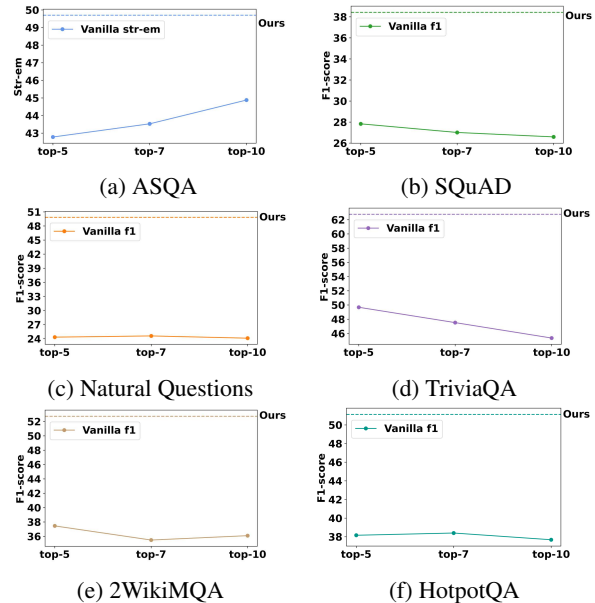 50
49
47
45
44
43
Str-em
Vanilla str-em
Ours
top-5 top-7 top-10
(a) ASQA
38
36
34
32
30
28
26
F1-score
Vanilla f1
Ours
top-5 top-7 top-10
(b) SQuAD
51
48
45
42
39
36
33
30
27
24
F1-score
Vanilla f1
Ours
top-5 top-7 top-10
(c) Natural Questions
62
60
58
56
54
52
50
48
46
F1-score
Vanilla f1
Ours
top-5 top-7 top-10
(d) TriviaQA
52
50
48
46
44
42
40
38
36
F1-score
Vanilla f1
Ours
top-5 top-7 top-10
(e) 2WikiMQA
50
48
46
44
42
40
38
F1-score
Vanilla f1
Ours
top-5 top-7 top-10
(f) HotpotQA